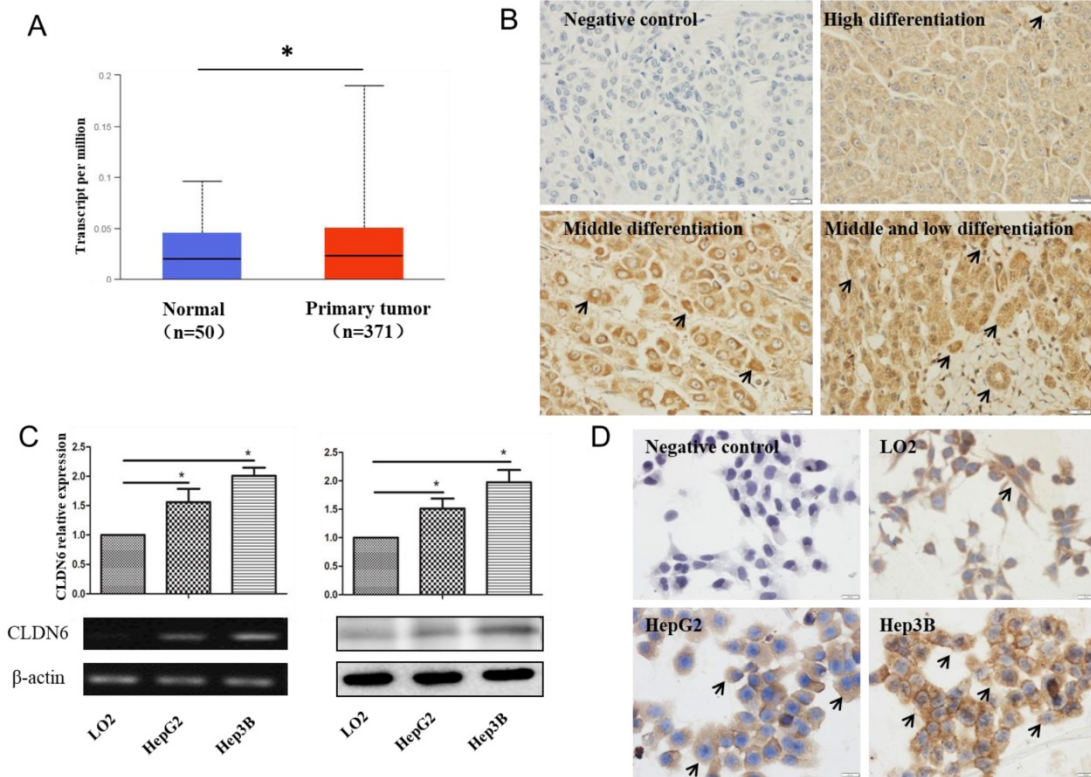 A
*
0.2
0.15
0.1
0.05
0
Transcript per million
Normal
（n=50）
Primary tumor
（n=371）
B
Negative control
High differentiation
Middle differentiation
Middle and low differentiation
C
CLDN6 relative expression
2.5
2.0
1.5
1.0
0.5
0.0
*
*
2.5
2.0
1.5
1.0
0.5
0.0
*
*
CLDN6
β-actin
LO2
HepG2
Hep3B
LO2
HepG2
Hep3B
D
Negative control
LO2
HepG2
Hep3B